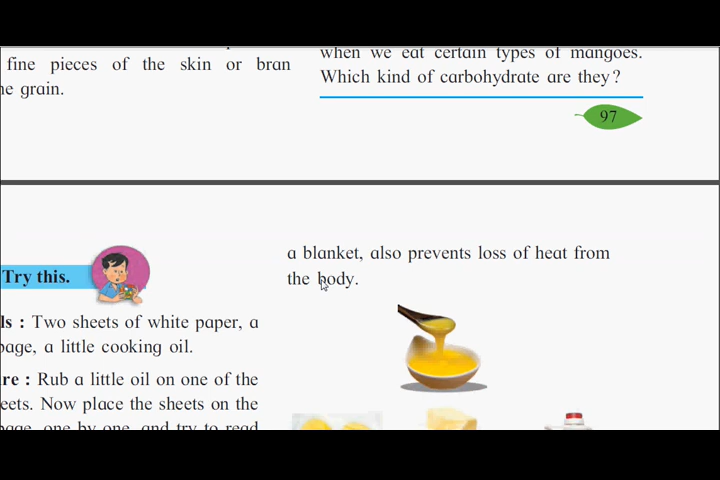 fine pieces of the skin or bran
he grain.
when we eat certain types of mangoes.
Which kind of carbohydrate are they?
97
Try this.
ls : Two sheets of white paper, a
page, a little cooking oil.
re : Rub a little oil on one of the
eets. Now place the sheets on the
page, one by one, and try to read
a blanket, also prevents loss of heat from
the body.